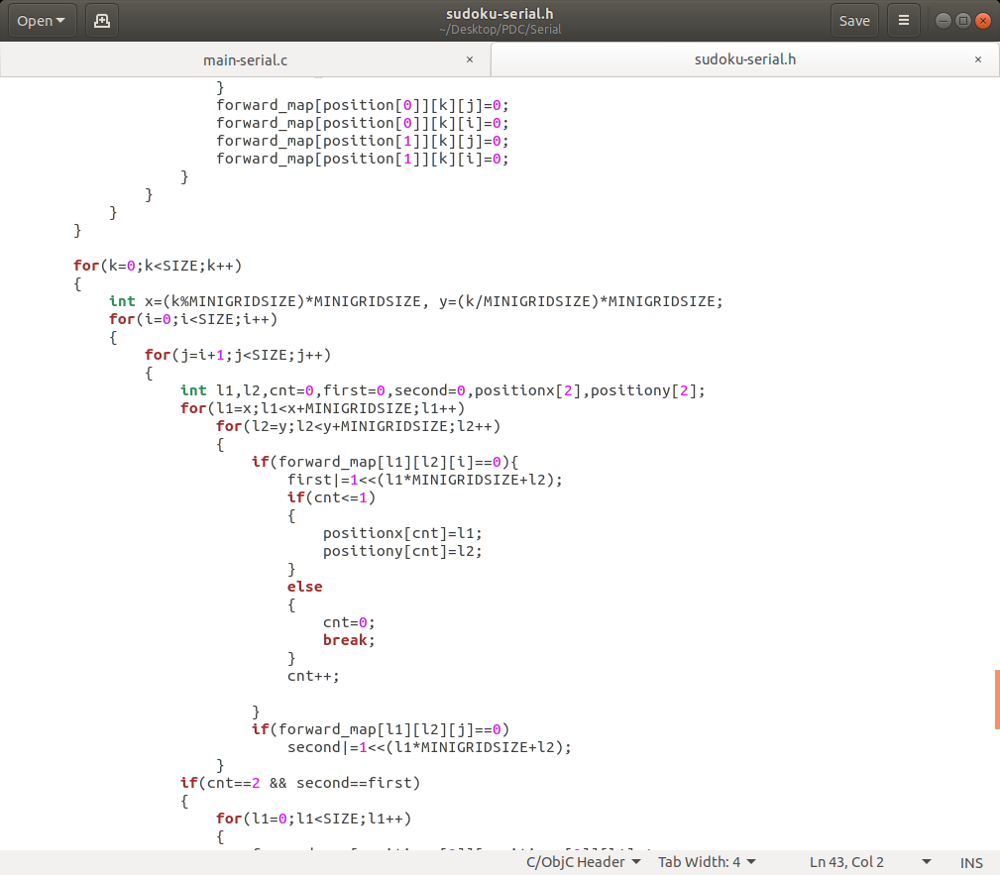 Open
sudoku-serial.h
~/Desktop/PDC/Serial
Save
main-serial.c ×
sudoku-serial.h ×
}
forward_map[position[0]][k][j]=0;
forward_map[position[0]][k][i]=0;
forward_map[position[1]][k][j]=0;
forward_map[position[1]][k][i]=0;
}
}
}
}
for(k=0;k<SIZE;k++)
{
int x=(k%MINIGRIDSIZE)*MINIGRIDSIZE, y=(k/MINIGRIDSIZE)*MINIGRIDSIZE;
for(i=0;i<SIZE;i++)
{
for(j=i+1;j<SIZE;j++)
{
int l1,l2,cnt=0,first=0,second=0,positionx[2],positiony[2];
for(l1=x;l1<x+MINIGRIDSIZE;l1++)
for(l2=y;l2<y+MINIGRIDSIZE;l2++)
{
if(forward_map[l1][l2][i]==0){
first|=1<<(l1*MINIGRIDSIZE+l2);
if(cnt<=1)
{
positionx[cnt]=l1;
positiony[cnt]=l2;
}
else
{
cnt=0;
break;
}
cnt++;
}
if(forward_map[l1][l2][j]==0)
second|=1<<(l1*MINIGRIDSIZE+l2);
}
if(cnt==2 && second==first)
{
for(l1=0;l1<SIZE;l1++)
{
C/ObjC Header Tab Width: 4 Ln 43, Col 2 INS